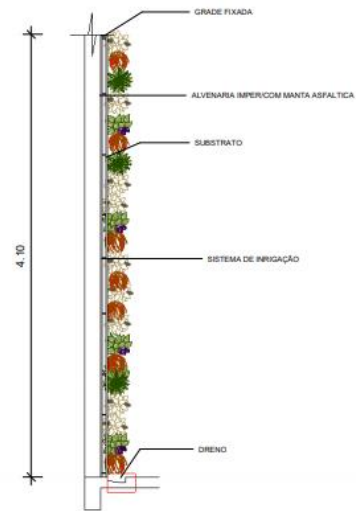 GRADE FIXADA
ALVENARIA IMPER/COM MANTA ASFALTICA
SUBSTRATO
4.10
SISTEMA DE INRIGAÇÃO
DRENO